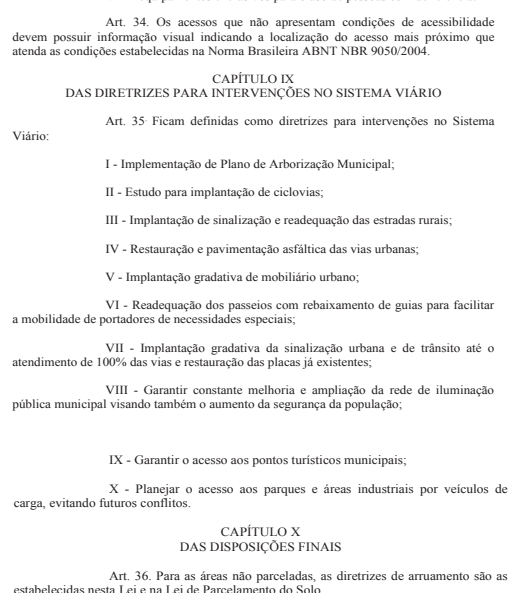 Art. 34. Os acessos que não apresentam condições de acessibilidade
devem possuir informação visual indicando a localização do acesso mais próximo que
atenda as condições estabelecidas na Norma Brasileira ABNT NBR 9050/2004.
CAPÍTULO IX
DAS DIRETRIZES PARA INTERVENÇÕES NO SISTEMA VIÁRIO
Art. 35. Ficam definidas como diretrizes para intervenções no Sistema
Viário:
I - Implementação de Plano de Arborização Municipal;
II - Estudo para implantação de ciclovias;
III - Implantação de sinalização e readequação das estradas rurais;
IV - Restauração e pavimentação asfáltica das vias urbanas;
V - Implantação gradativa de mobiliário urbano;
VI - Readequação dos passeios com rebaixamento de guias para facilitar
a mobilidade de portadores de necessidades especiais;
VII - Implantação gradativa da sinalização urbana e de trânsito até o
atendimento de 100% das vias e restauração das placas já existentes;
VIII - Garantir constante melhoria e ampliação da rede de iluminação
pública municipal visando também o aumento da segurança da população;
IX - Garantir o acesso aos pontos turísticos municipais;
X - Planejar o acesso aos parques e áreas industriais por veículos de
carga, evitando futuros conflitos.
CAPÍTULO X
DAS DISPOSIÇÕES FINAIS
Art. 36. Para as áreas não parceladas, as diretrizes de arruamento são as
estabelecidas nesta Lei e na Lei de Parcelamento do Solo